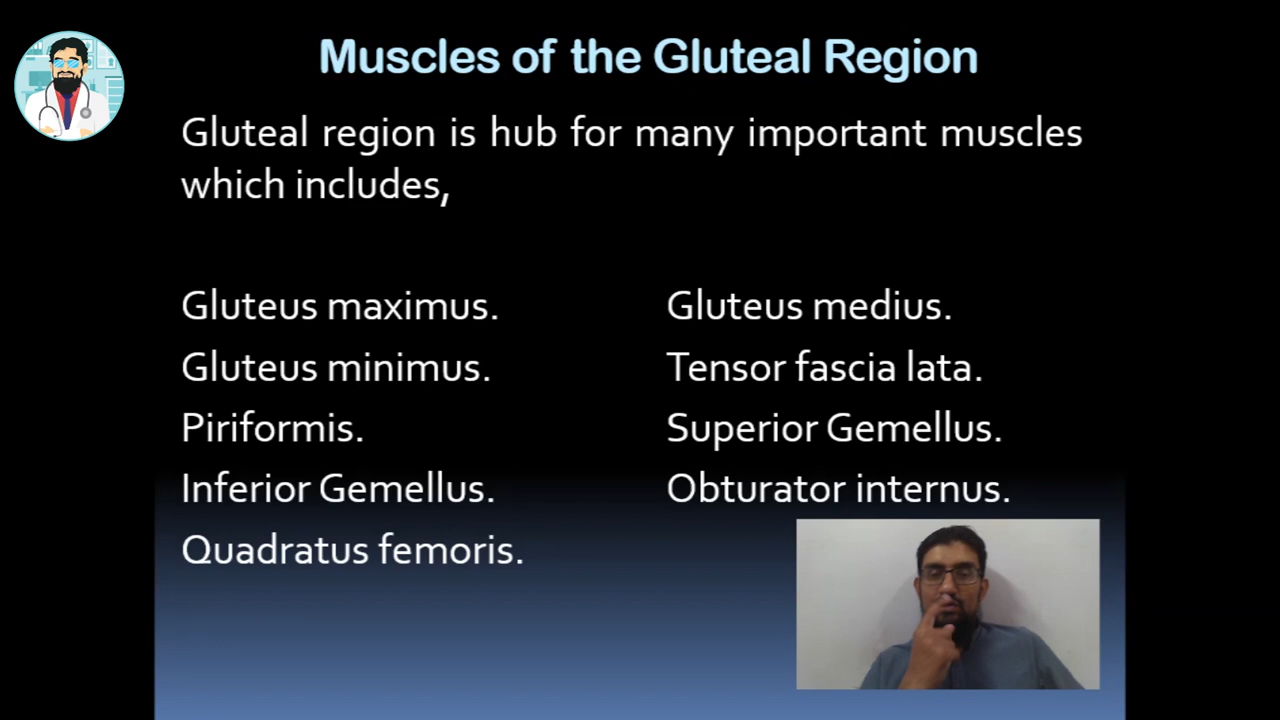 Muscles of the Gluteal Region
Gluteal region is hub for many important muscles
which includes,
Gluteus maximus.
Gluteus medius.
Gluteus minimus.
Tensor fascia lata.
Piriformis.
Superior Gemellus.
Inferior Gemellus.
Obturator internus.
Quadratus femoris.